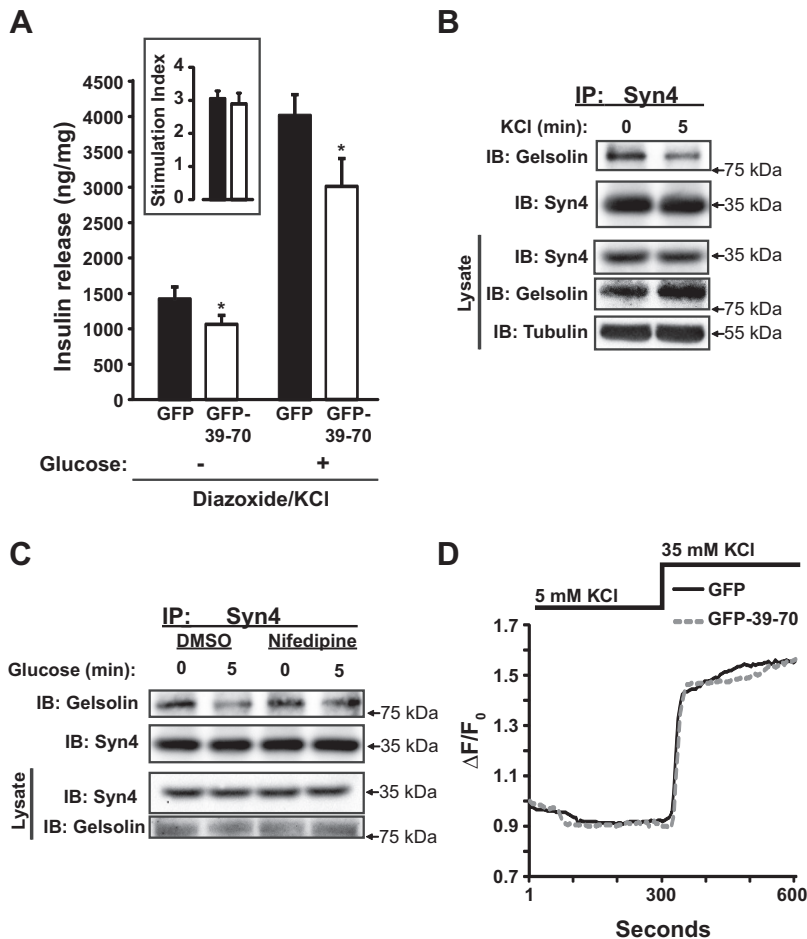 A
Insulin release (ng/mg)
4500
4000
3500
3000
2500
2000
1500
1000
500
0
Stimulation Index
4
3
2
1
0
*
*
GFP GFP-39-70 GFP GFP-39-70
Glucose: - +
Diazoxide/KCl
B
IP: Syn4
KCl (min): 0 5
IB: Gelsolin
75 kDa
IB: Syn4 35 kDa
Lysate
IB: Syn4 35 kDa
IB: Gelsolin
75 kDa
IB: Tubulin 55 kDa
C
IP: Syn4
DMSO Nifedipine
Glucose (min): 0 5 0 5
IB: Gelsolin
75 kDa
IB: Syn4 35 kDa
Lysate
IB: Syn4 35 kDa
IB: Gelsolin
75 kDa
D
35 mM KCl
5 mM KCl
GFP
GFP-39-70
ΔF/F0
1.7
1.5
1.3
1.1
0.9
0.7
1 300 600
Seconds